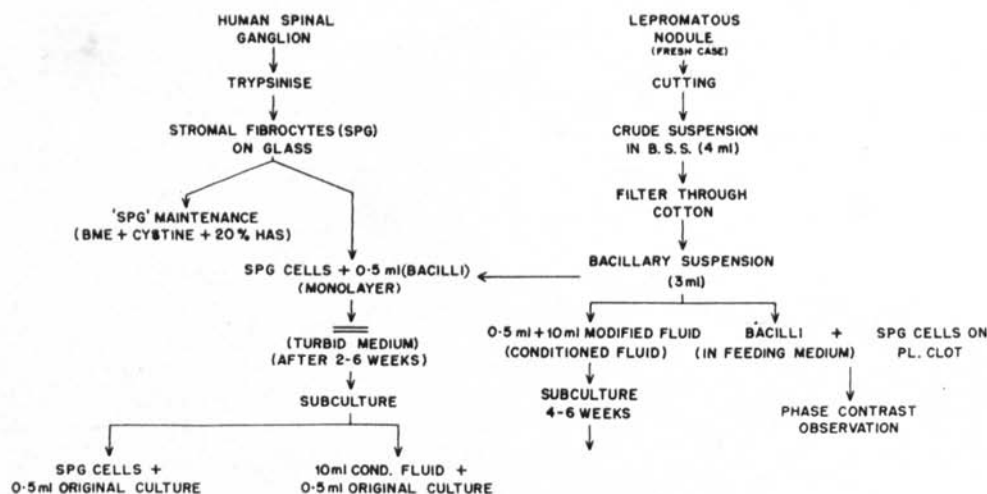 HUMAN SPINAL
GANGLION
TRYPSINISE
STROMAL FIBROCYTES (SPG)
ON GLASS
'SPG' MAINTENANCE
(BME + CYSTINE + 20% HAS)
SPG CELLS + 0.5 ml (BACILLI)
(MONOLAYER)
(TURBID MEDIUM)
(AFTER 2-6 WEEKS)
SUBCULTURE
SPG CELLS +
0.5 ml ORIGINAL CULTURE
10 ml COND. FLUID +
0.5 ml ORIGINAL CULTURE
LEPROMATOUS
NODULE
(FRESH CASE)
CUTTING
CRUDE SUSPENSION
IN B.S.S. (4 ml)
FILTER THROUGH
COTTON
BACILLARY SUSPENSION
(3 ml)
0.5 ml + 10 ml MODIFIED FLUID
(CONDITIONED FLUID)
SUBCULTURE
4-6 WEEKS
BACILLI + SPG CELLS ON
(IN FEEDING MEDIUM) PL. CLOT
PHASE CONTRAST
OBSERVATION